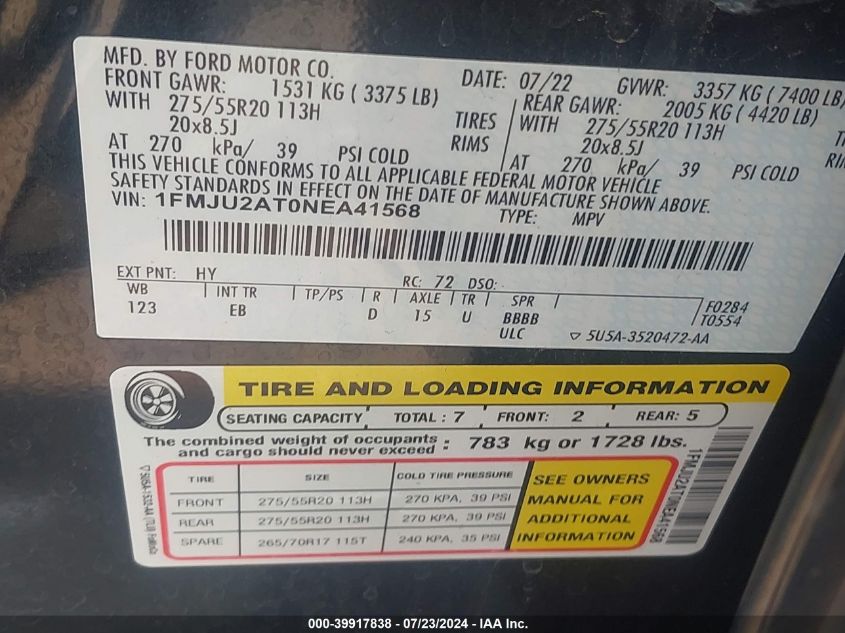 MFD. BY FORD MOTOR CO. DATE: 07/22 GVWR: 3357 KG ( 7400 LB)
FRONT GAWR: 1531 KG ( 3375 LB) REAR GAWR: 2005 KG ( 4420 LB)
WITH 275/55R20 113H TIRES WITH 275/55R20 113H
20x8.5J RIMS 20x8.5J
AT 270 kPa/ 39 PSI COLD AT 270 kPa/ 39 PSI COLD
THIS VEHICLE CONFORMS TO ALL APPLICABLE FEDERAL MOTOR VEHICLE
SAFETY STANDARDS IN EFFECT ON THE DATE OF MANUFACTURE SHOWN ABOVE.
VIN: 1FMJU2AT0NEA41568 TYPE: MPV
EXT PNT: HY RC: 72 DSO:
WB INT TR TP/PS R AXLE TR SPR F0284
123 EB D 15 U BBBB T0554
ULC 5U5A-3520472-AA
TIRE AND LOADING INFORMATION
SEATING CAPACITY TOTAL : 7 FRONT: 2 REAR: 5
The combined weight of occupants
and cargo should never exceed : 783 kg or 1728 lbs.
TIRE SIZE COLD TIRE PRESSURE
FRONT 275/55R20 113H 270 KPA, 39 PSI
REAR 275/55R20 113H 270 KPA, 39 PSI
SPARE 265/70R17 115T 240 KPA, 35 PSI
SEE OWNERS
MANUAL FOR
ADDITIONAL
INFORMATION
1FMJU2AT0NEA41568
000-39917838 - 07/23/2024 - IAA Inc.